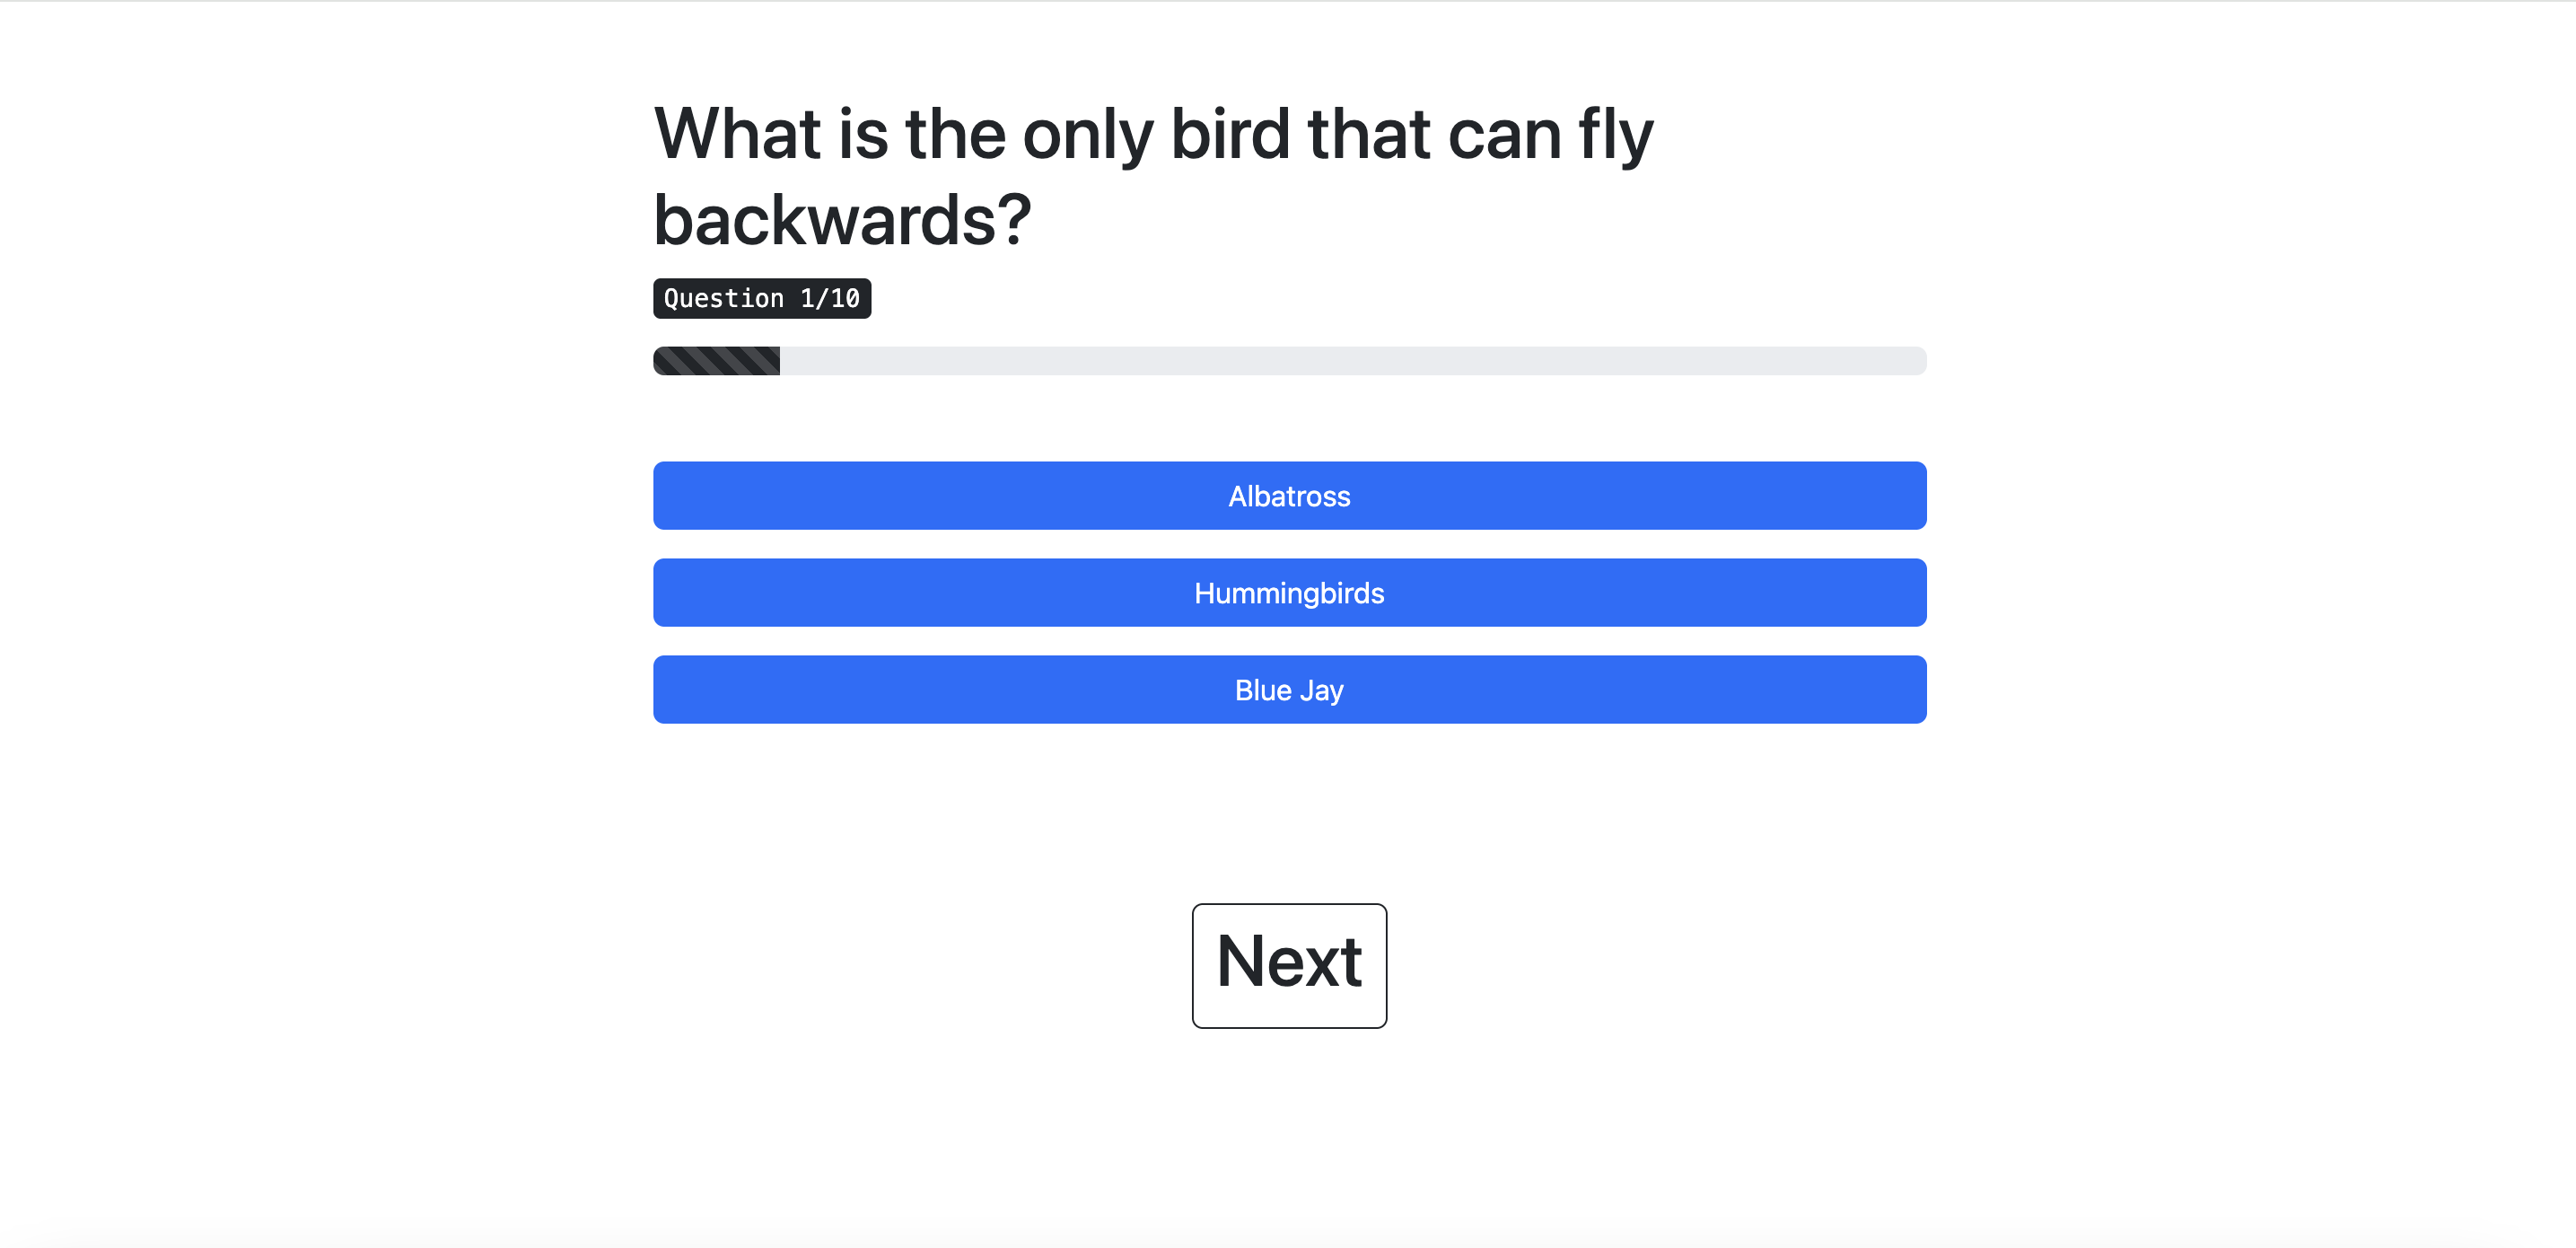 What is the only bird that can fly
backwards?
Question 1/10
Albatross
Hummingbirds
Blue Jay
Next